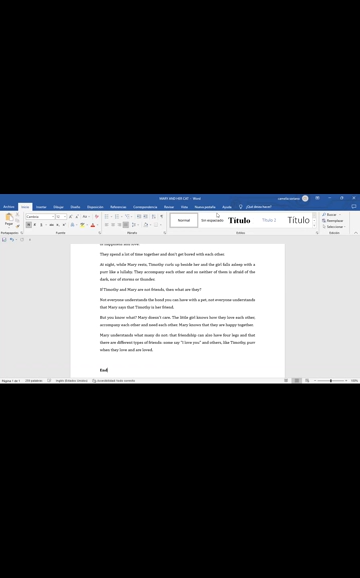 MARY AND HER CAT - Word
Archivo Inicio Insertar Dibujar Diseño Disposición Referencias Correspondencia Revisar Vista Nueva pestaña Ayuda
Normal Sin espaciado Título Título 2 Título
Buscar
Reemplazar
Seleccionar
Pegar
Portapapeles Fuente Párrafo Estilos Edición
They spend a lot of time together and don't get bored with each other.
At night, while Mary rests, Timothy curls up beside her and the girl falls asleep with a
purr like a lullaby. They accompany each other and so neither of them is afraid of the
dark, nor of storms or thunder.
If Timothy and Mary are not friends, then what are they?
Not everyone understands the bond you can have with a pet, not everyone understands
that Mary says that Timothy is her friend.
But you know what? Mary doesn't care. The little girl knows how they love each other,
accompany each other and need each other. Mary knows that they are happy together.
Mary understands what many do not: that friendship can also have four legs and that
there are different types of friends: some say "I love you" and others, like Timothy, purr
when they love and are loved.
End